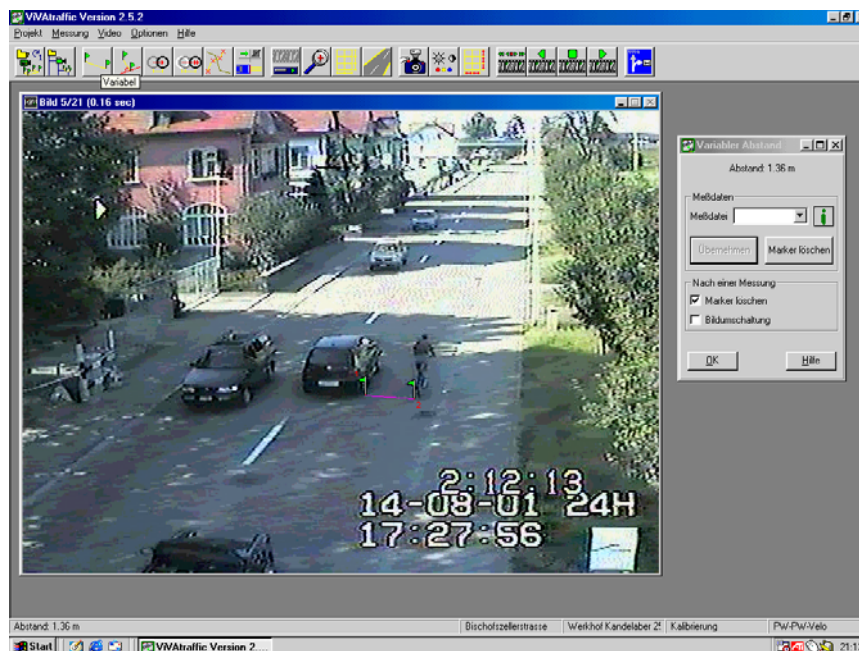 ViVAtraffic Version 2.5.2
Projekt Messung Video Optionen Hilfe
Variabel
Bild 5/21 (0.16 sec)
2:12:13
14-08-01 24H
17:27:56
Variabler Abstand
Abstand: 1.36 m
Meßdaten
Meßdatei
Übernehmen
Marker löschen
Nach einer Messung
Marker löschen
Bildumschaltung
OK
Hilfe
Abstand: 1.36 m
Bischofszellerstrasse
Werkhof Kandelaber
Kalibrierung
PW-PW-Velo
Start
ViVAtraffic Version 2....